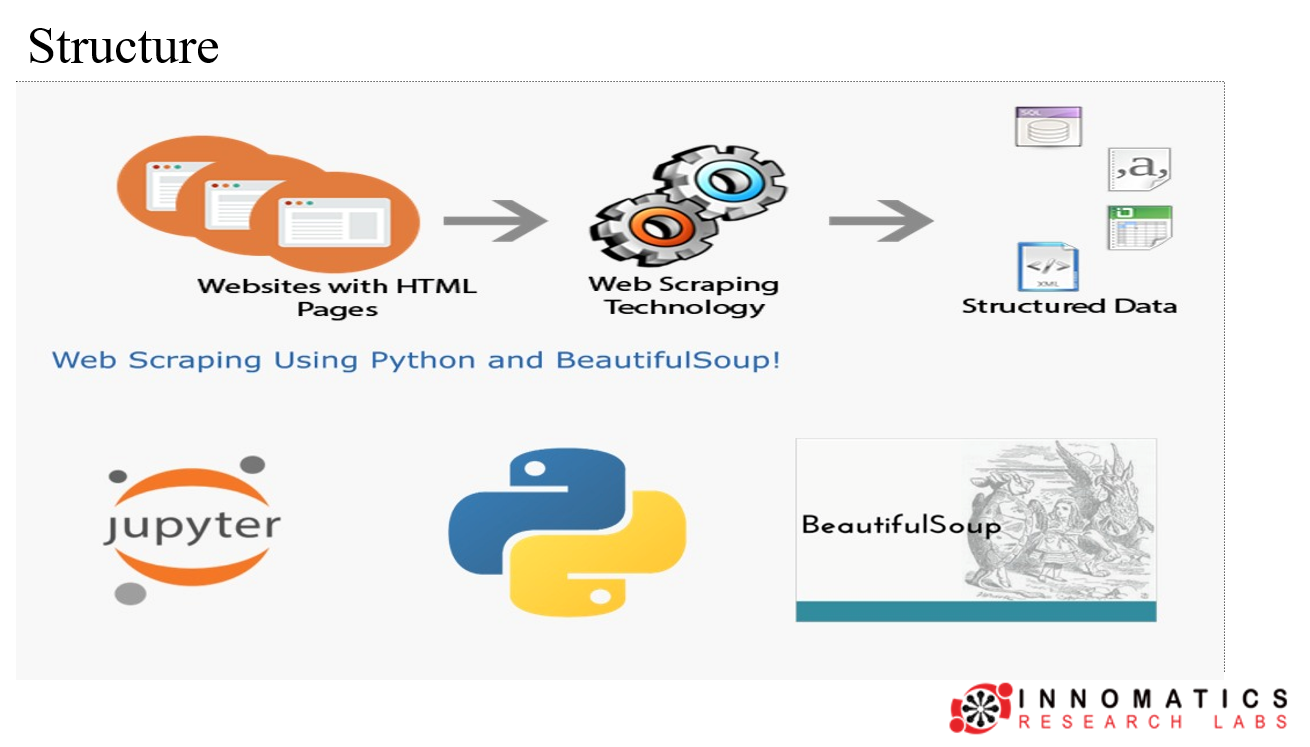 Structure
SQL
,a,
Websites with HTML
Pages
Web Scraping
Technology
</>
XML
Structured Data
Web Scraping Using Python and BeautifulSoup!
jupyter
BeautifulSoup
INNOMATICS
RESEARCH LABS